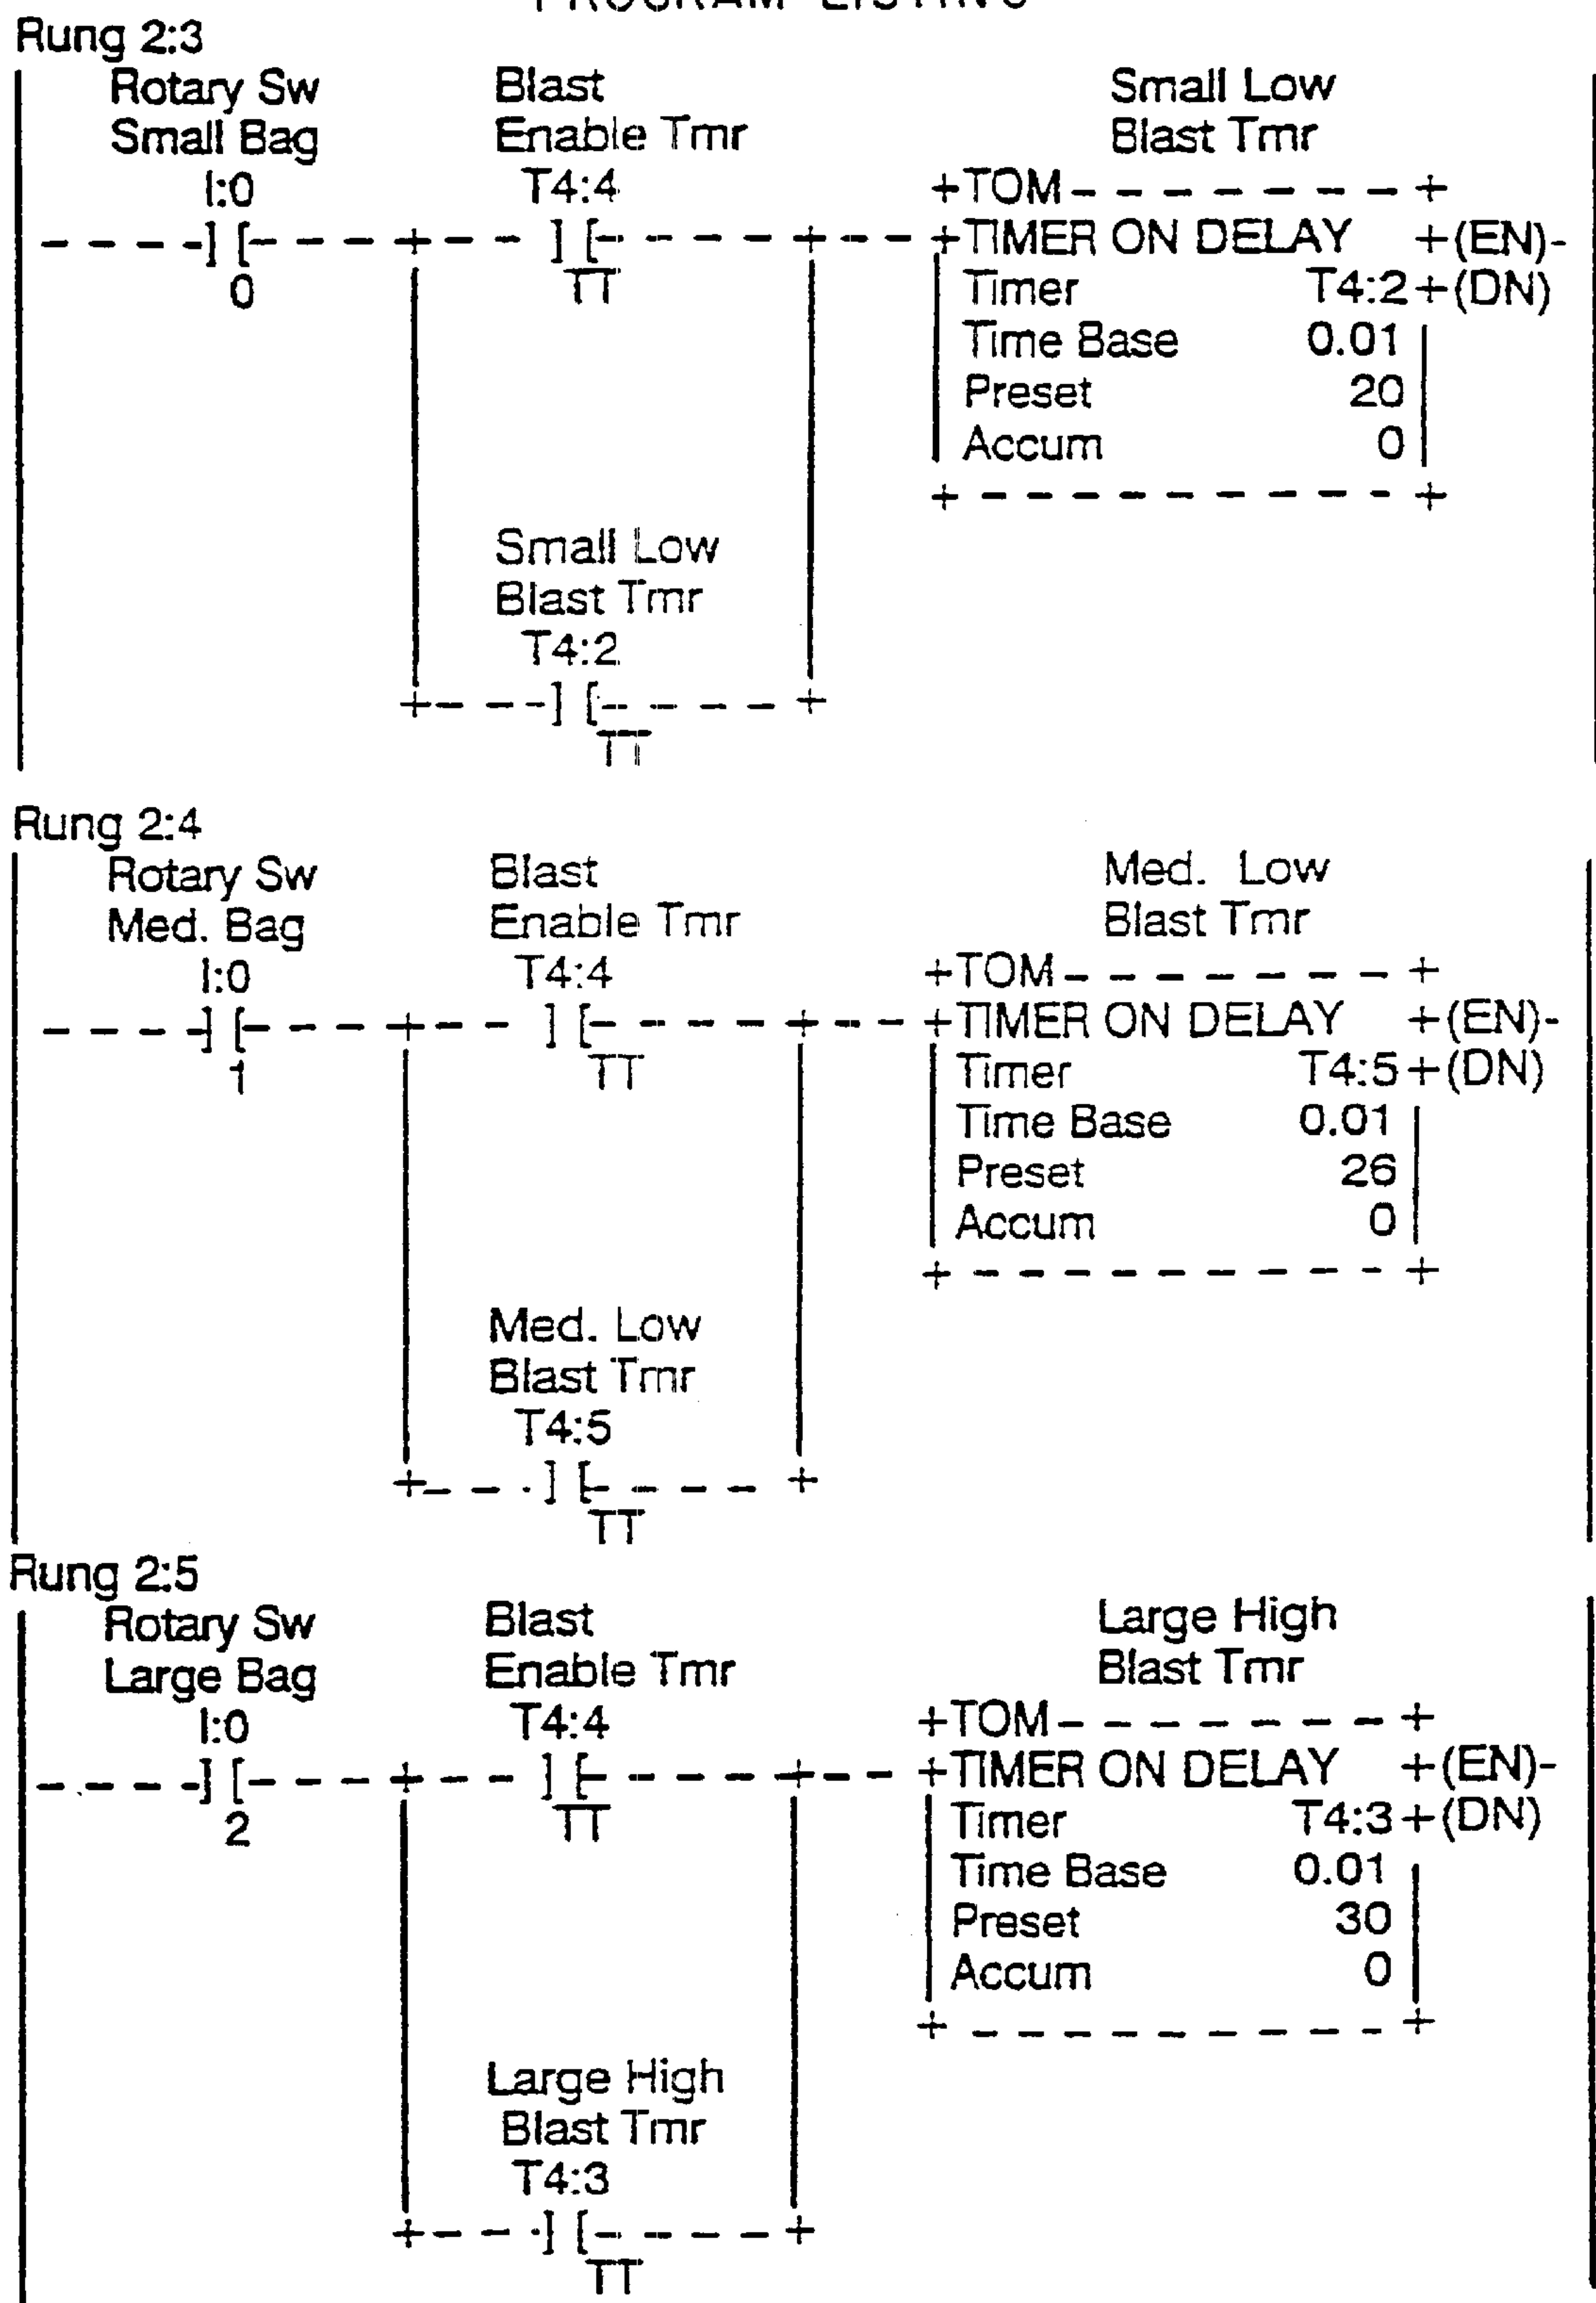 PROGRAM LISTING
Rung 2:3
Rotary Sw Blast Small Low
Small Bag Enable Tmr Blast Tmr
I:0 T4:4 +TOM- - - - - - - - +
- - - -] [- - - + - - ] [- - - - - + - - +TIMER ON DELAY +(EN)-
0 TT Timer T4:2+(DN)
Time Base 0.01
Preset 20
Accum 0
+ - - - - - - - - - - +
Small Low
Blast Tmr
T4:2
+- - -] [- - - - - +
TT
Rung 2:4
Rotary Sw Blast Med. Low
Med. Bag Enable Tmr Blast Tmr
I:0 T4:4 +TOM- - - - - - - - +
- - - -] [- - - + - - ] [- - - - - + - - +TIMER ON DELAY +(EN)-
1 TT Timer T4:5+(DN)
Time Base 0.01
Preset 26
Accum 0
+ - - - - - - - - - - +
Med. Low
Blast Tmr
T4:5
+- - -] [- - - - - +
TT
Rung 2:5
Rotary Sw Blast Large High
Large Bag Enable Tmr Blast Tmr
I:0 T4:4 +TOM- - - - - - - - +
- - - -] [- - - + - - ] [- - - - - + - - +TIMER ON DELAY +(EN)-
2 TT Timer T4:3+(DN)
Time Base 0.01
Preset 30
Accum 0
+ - - - - - - - - - - +
Large High
Blast Tmr
T4:3
+- - -] [- - - - - +
TT